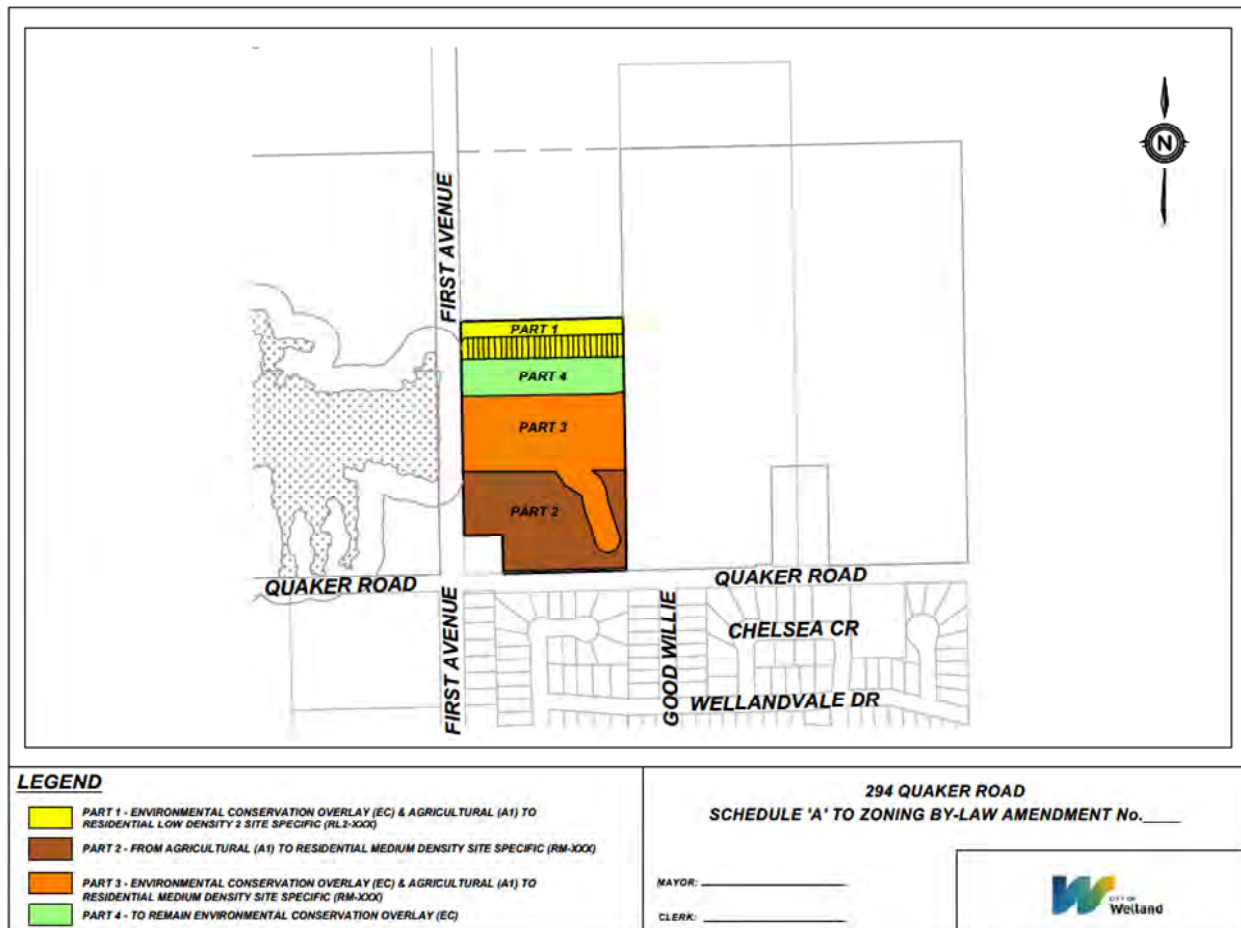 N
FIRST AVENUE
PART 1
PART 4
PART 3
PART 2
QUAKER ROAD
QUAKER ROAD
FIRST AVENUE
GOOD WILLIE
CHELSEA CR
WELLANDVALE DR
LEGEND
PART 1 - ENVIRONMENTAL CONSERVATION OVERLAY (EC) & AGRICULTURAL (A1) TO
RESIDENTIAL LOW DENSITY 2 SITE SPECIFIC (RL2-XXX)
PART 2 - FROM AGRICULTURAL (A1) TO RESIDENTIAL MEDIUM DENSITY SITE SPECIFIC (RM-XXX)
PART 3 - ENVIRONMENTAL CONSERVATION OVERLAY (EC) & AGRICULTURAL (A1) TO
RESIDENTIAL MEDIUM DENSITY SITE SPECIFIC (RM-XXX)
PART 4 - TO REMAIN ENVIRONMENTAL CONSERVATION OVERLAY (EC)
294 QUAKER ROAD
SCHEDULE 'A' TO ZONING BY-LAW AMENDMENT No.____
MAYOR: ____________________
CLERK: ____________________
CITY OF
Welland